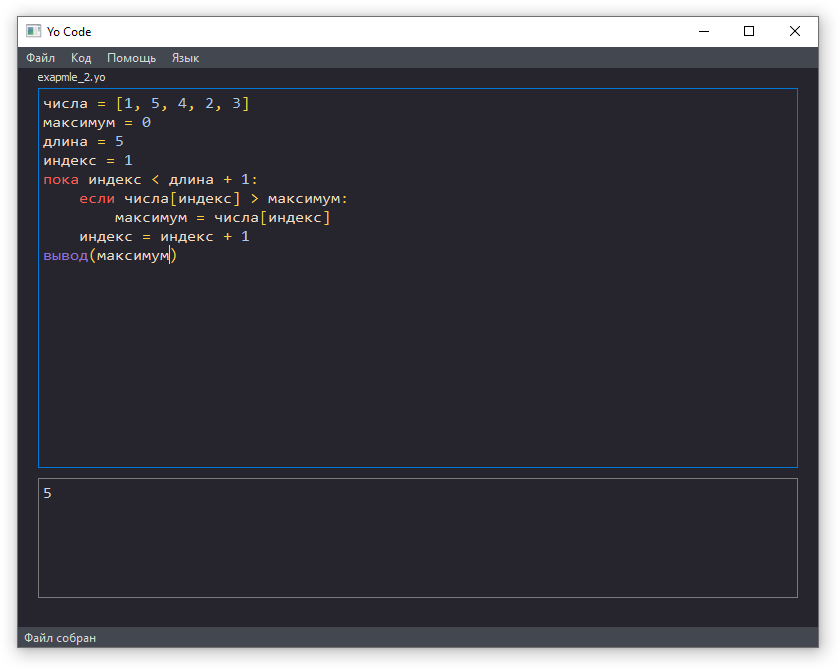 Yo Code
Файл Код Помощь Язык
exapmle_2.yo
числа = [1, 5, 4, 2, 3]
максимум = 0
длина = 5
индекс = 1
пока индекс < длина + 1:
    если числа[индекс] > максимум:
        максимум = числа[индекс]
    индекс = индекс + 1
вывод(максимум)
5
Файл собран